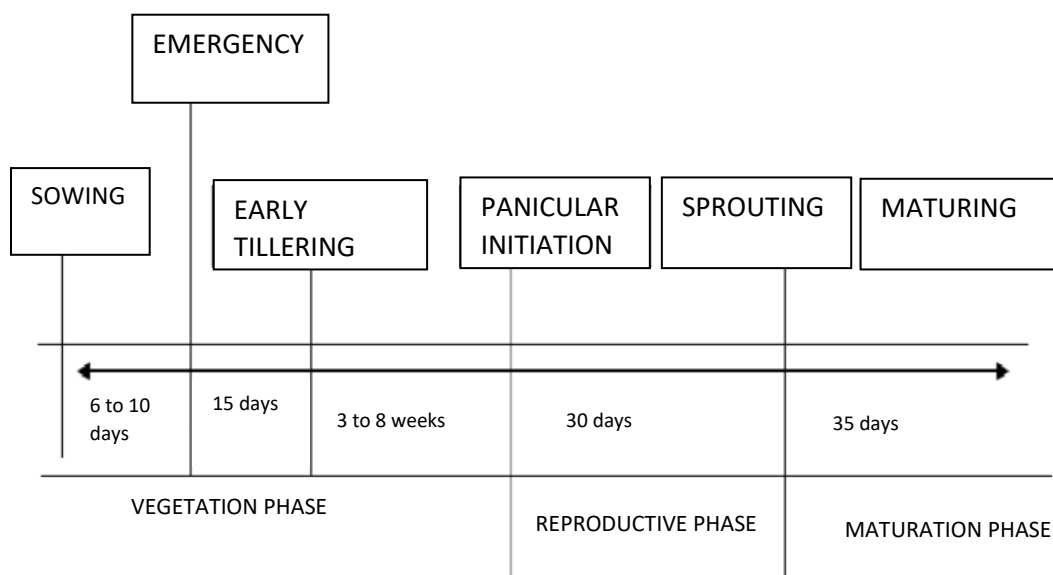 EMERGENCY
SOWING
EARLY
TILLERING
PANICULAR
INITIATION
SPROUTING
MATURING
6 to 10
days
15 days
3 to 8 weeks
30 days
35 days
VEGETATION PHASE
REPRODUCTIVE PHASE
MATURATION PHASE